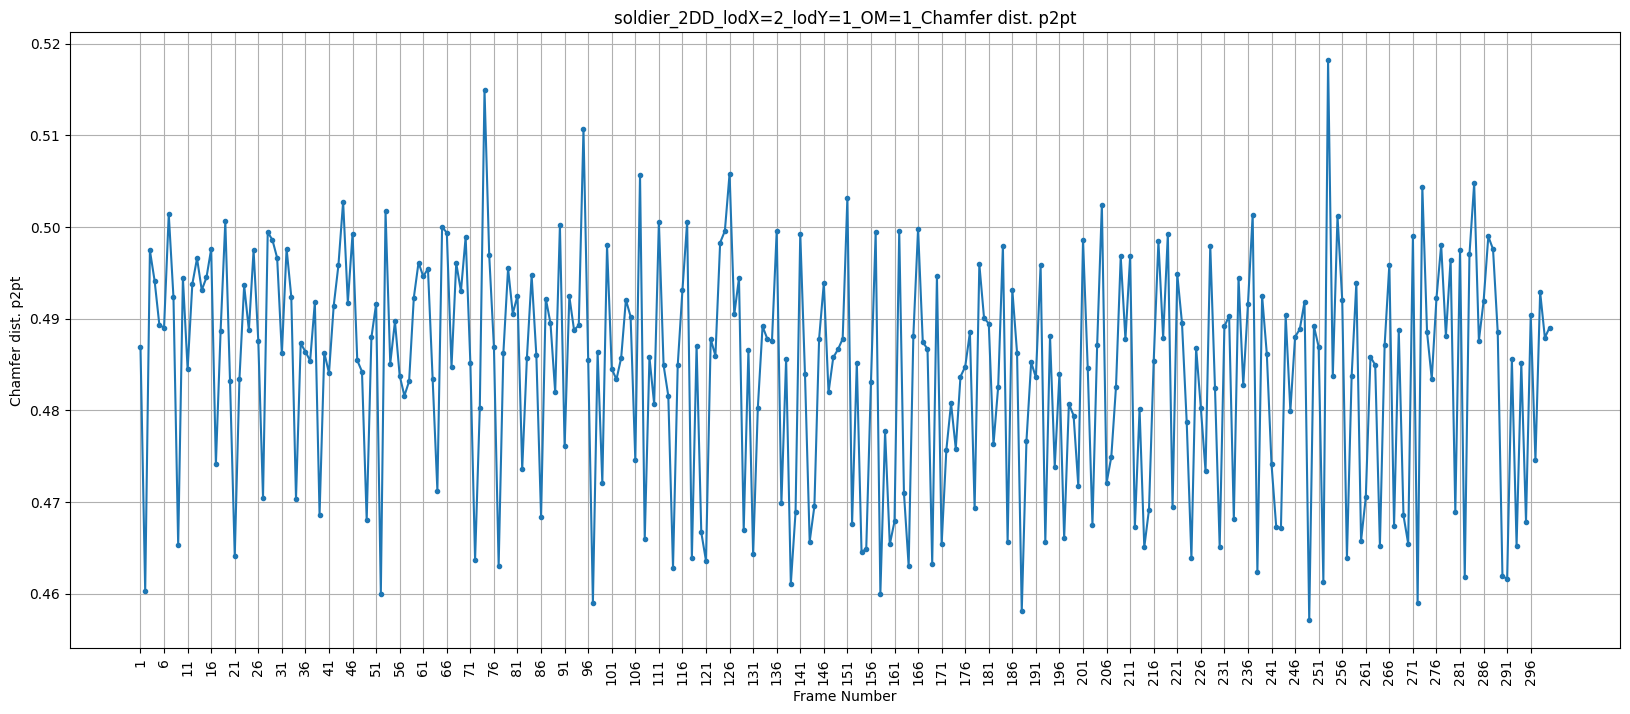 soldier_2DD_lodX=2_lodY=1_OM=1_Chamfer dist. p2pt
Chamfer dist. p2pt
0.52
0.51
0.50
0.49
0.48
0.47
0.46
1 6 11 16 21 26 31 36 41 46 51 56 61 66 71 76 81 86 91 96 101 106 111 116 121 126 131 136 141 146 151 156 161 166 171 176 181 186 191 196 201 206 211 216 221 226 231 236 241 246 251 256 261 266 271 276 281 286 291 296
Frame Number